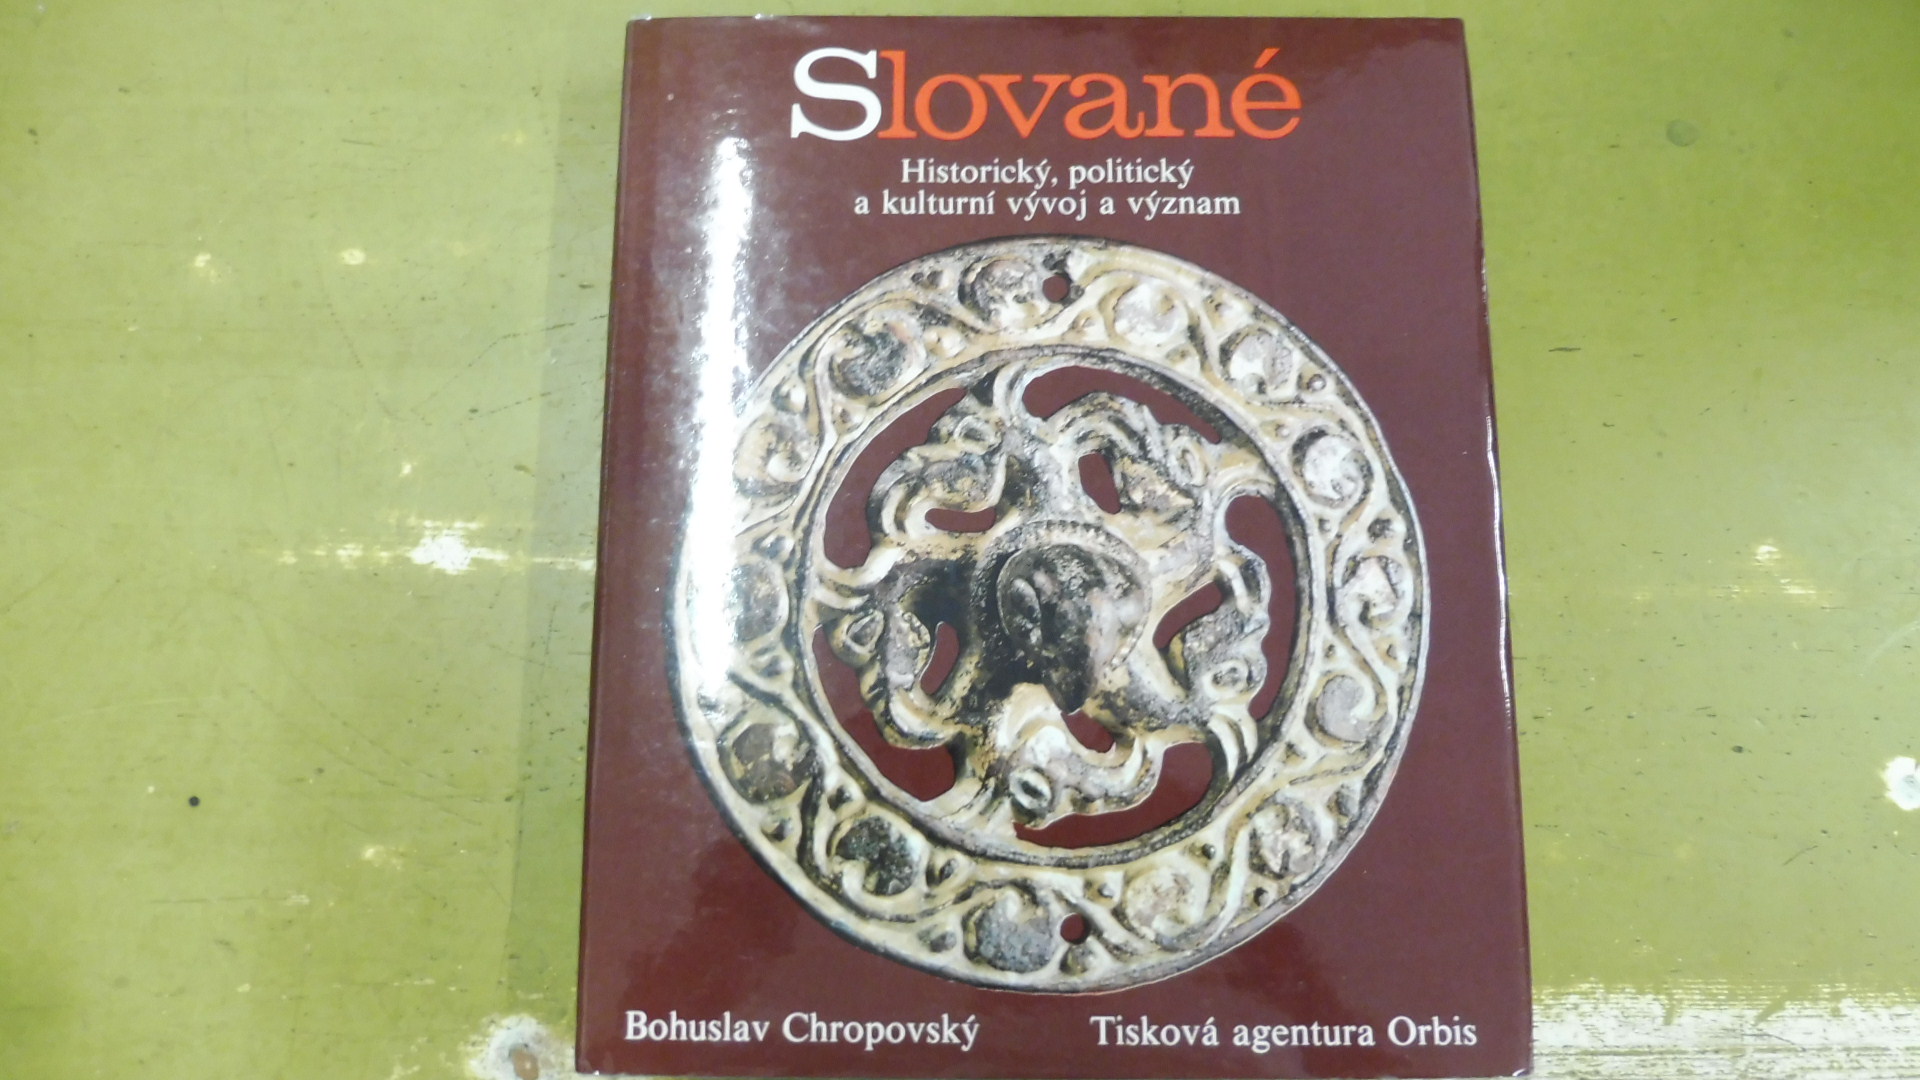 Slované
Historický, politický
a kulturní vývoj a význam
Bohuslav Chropovský
Tisková agentura Orbis